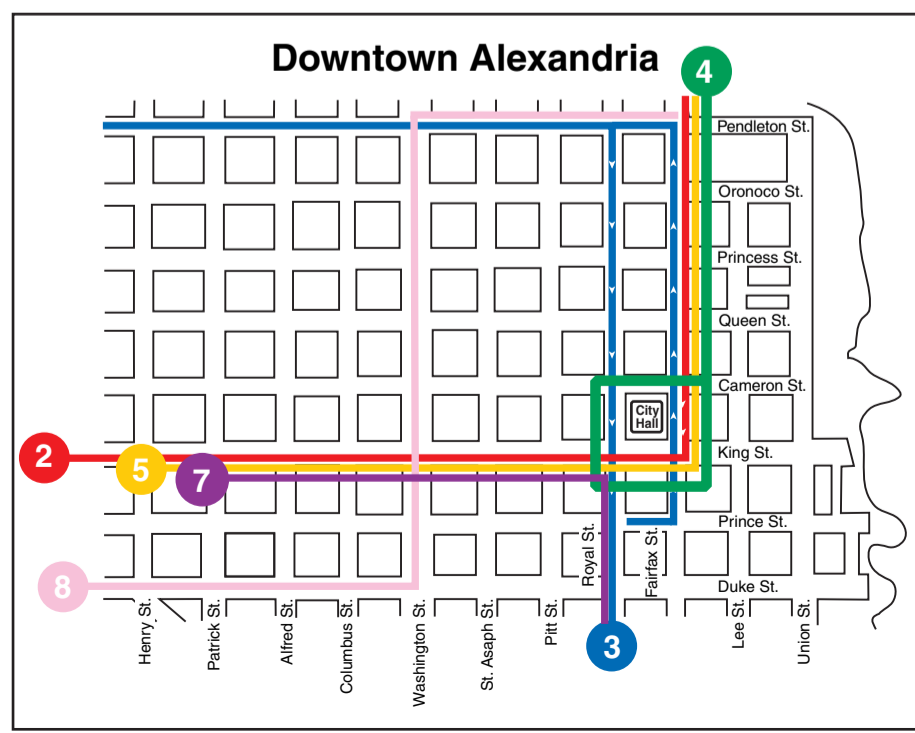 Downtown Alexandria
4
Pendleton St.
Oronoco St.
Princess St.
Queen St.
Cameron St.
City
Hall
2
King St.
5
7
Prince St.
8
Duke St.
Henry St.
Patrick St.
Alfred St.
Columbus St.
Washington St.
St. Asaph St.
Pitt St.
Royal St.
Fairfax St.
Lee St.
Union St.
3